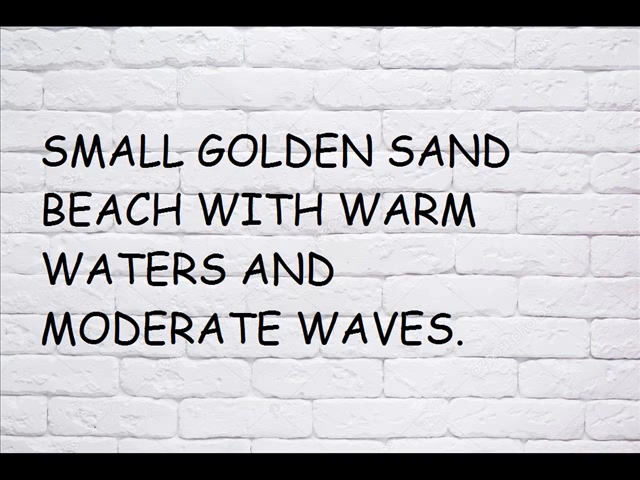 SMALL GOLDEN SAND
BEACH WITH WARM
WATERS AND
MODERATE WAVES.